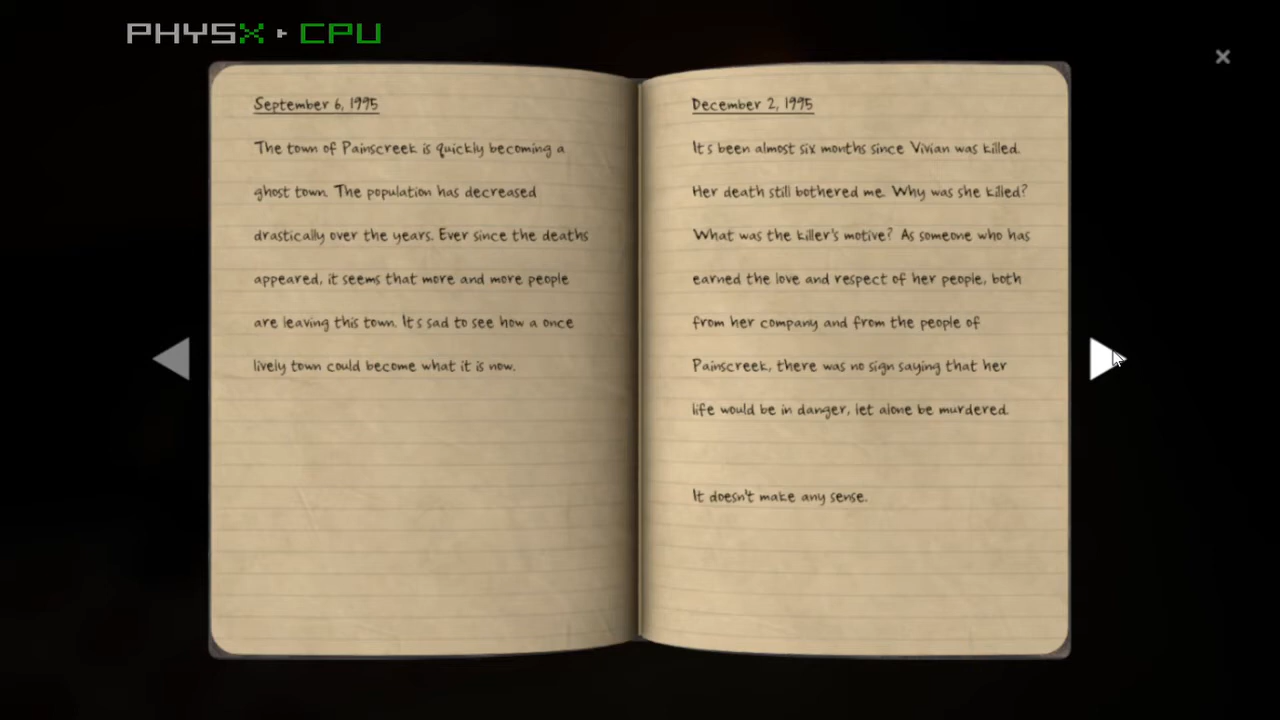 PHYSX ▸ CPU
September 6, 1995
The town of Painscreek is quickly becoming a
ghost town. The population has decreased
drastically over the years. Ever since the deaths
appeared, it seems that more and more people
are leaving this town. It's sad to see how a once
lively town could become what it is now.
December 2, 1995
It's been almost six months since Vivian was killed.
Her death still bothered me. Why was she killed?
What was the killer's motive? As someone who has
earned the love and respect of her people, both
from her company and from the people of
Painscreek, there was no sign saying that her
life would be in danger, let alone be murdered.
It doesn't make any sense.